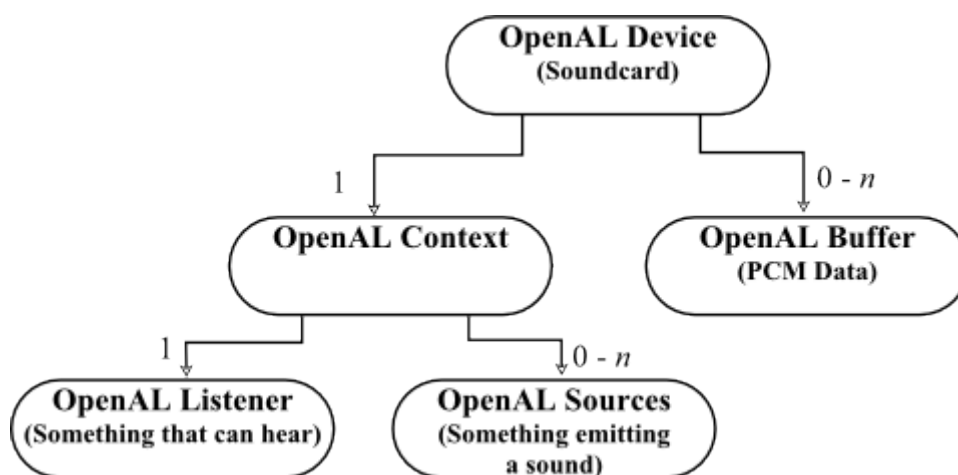 OpenAL Device
(Soundcard)
1
0 - n
OpenAL Context
OpenAL Buffer
(PCM Data)
1
0 - n
OpenAL Listener
(Something that can hear)
OpenAL Sources
(Something emitting
a sound)